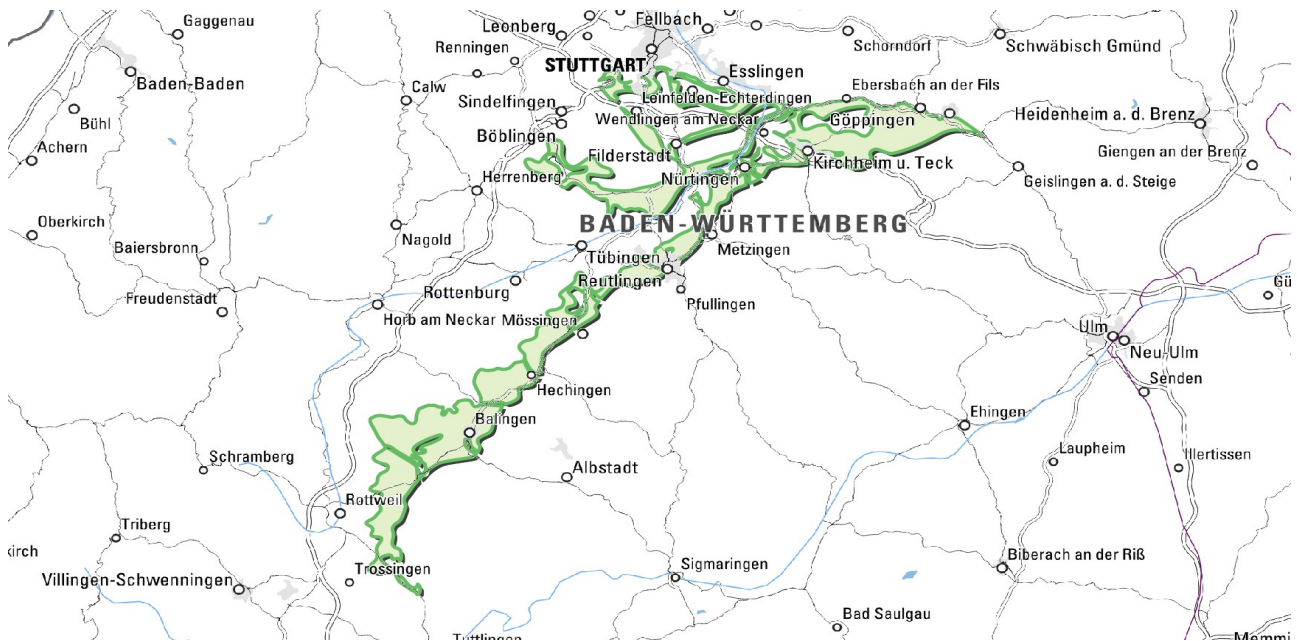 Gaggenau
Leonberg
Fellbach
Renningen
Schorndorf
Schwäbisch Gmünd
STUTTGART
Esslingen
Baden-Baden
Calw
Ebersbach an der Fils
Sindelfingen
Leinfelden-Echterdingen
Bühl
Wendlingen am Neckar
Göppingen
Heidenheim a. d. Brenz
Böblingen
Achern
Filderstadt
Kirchheim u. Teck
Giengen an der Brenz
Herrenberg
Nürtingen
Geislingen a. d. Steige
Oberkirch
BADEN-WÜRTTEMBERG
Nagold
Baiersbronn
Metzingen
Tübingen
Reutlingen
Freudenstadt
Rottenburg
Gü
Pfullingen
Horb am Neckar
Mössingen
Ulm
Neu-Ulm
Hechingen
Senden
Balingen
Ehingen
Schramberg
Albstadt
Laupheim
Illertissen
Rottweil
Triberg
kirch
Biberach an der Riß
Trossingen
Sigmaringen
Villingen-Schwenningen
Bad Saulgau
Tuttlingen
Memmi